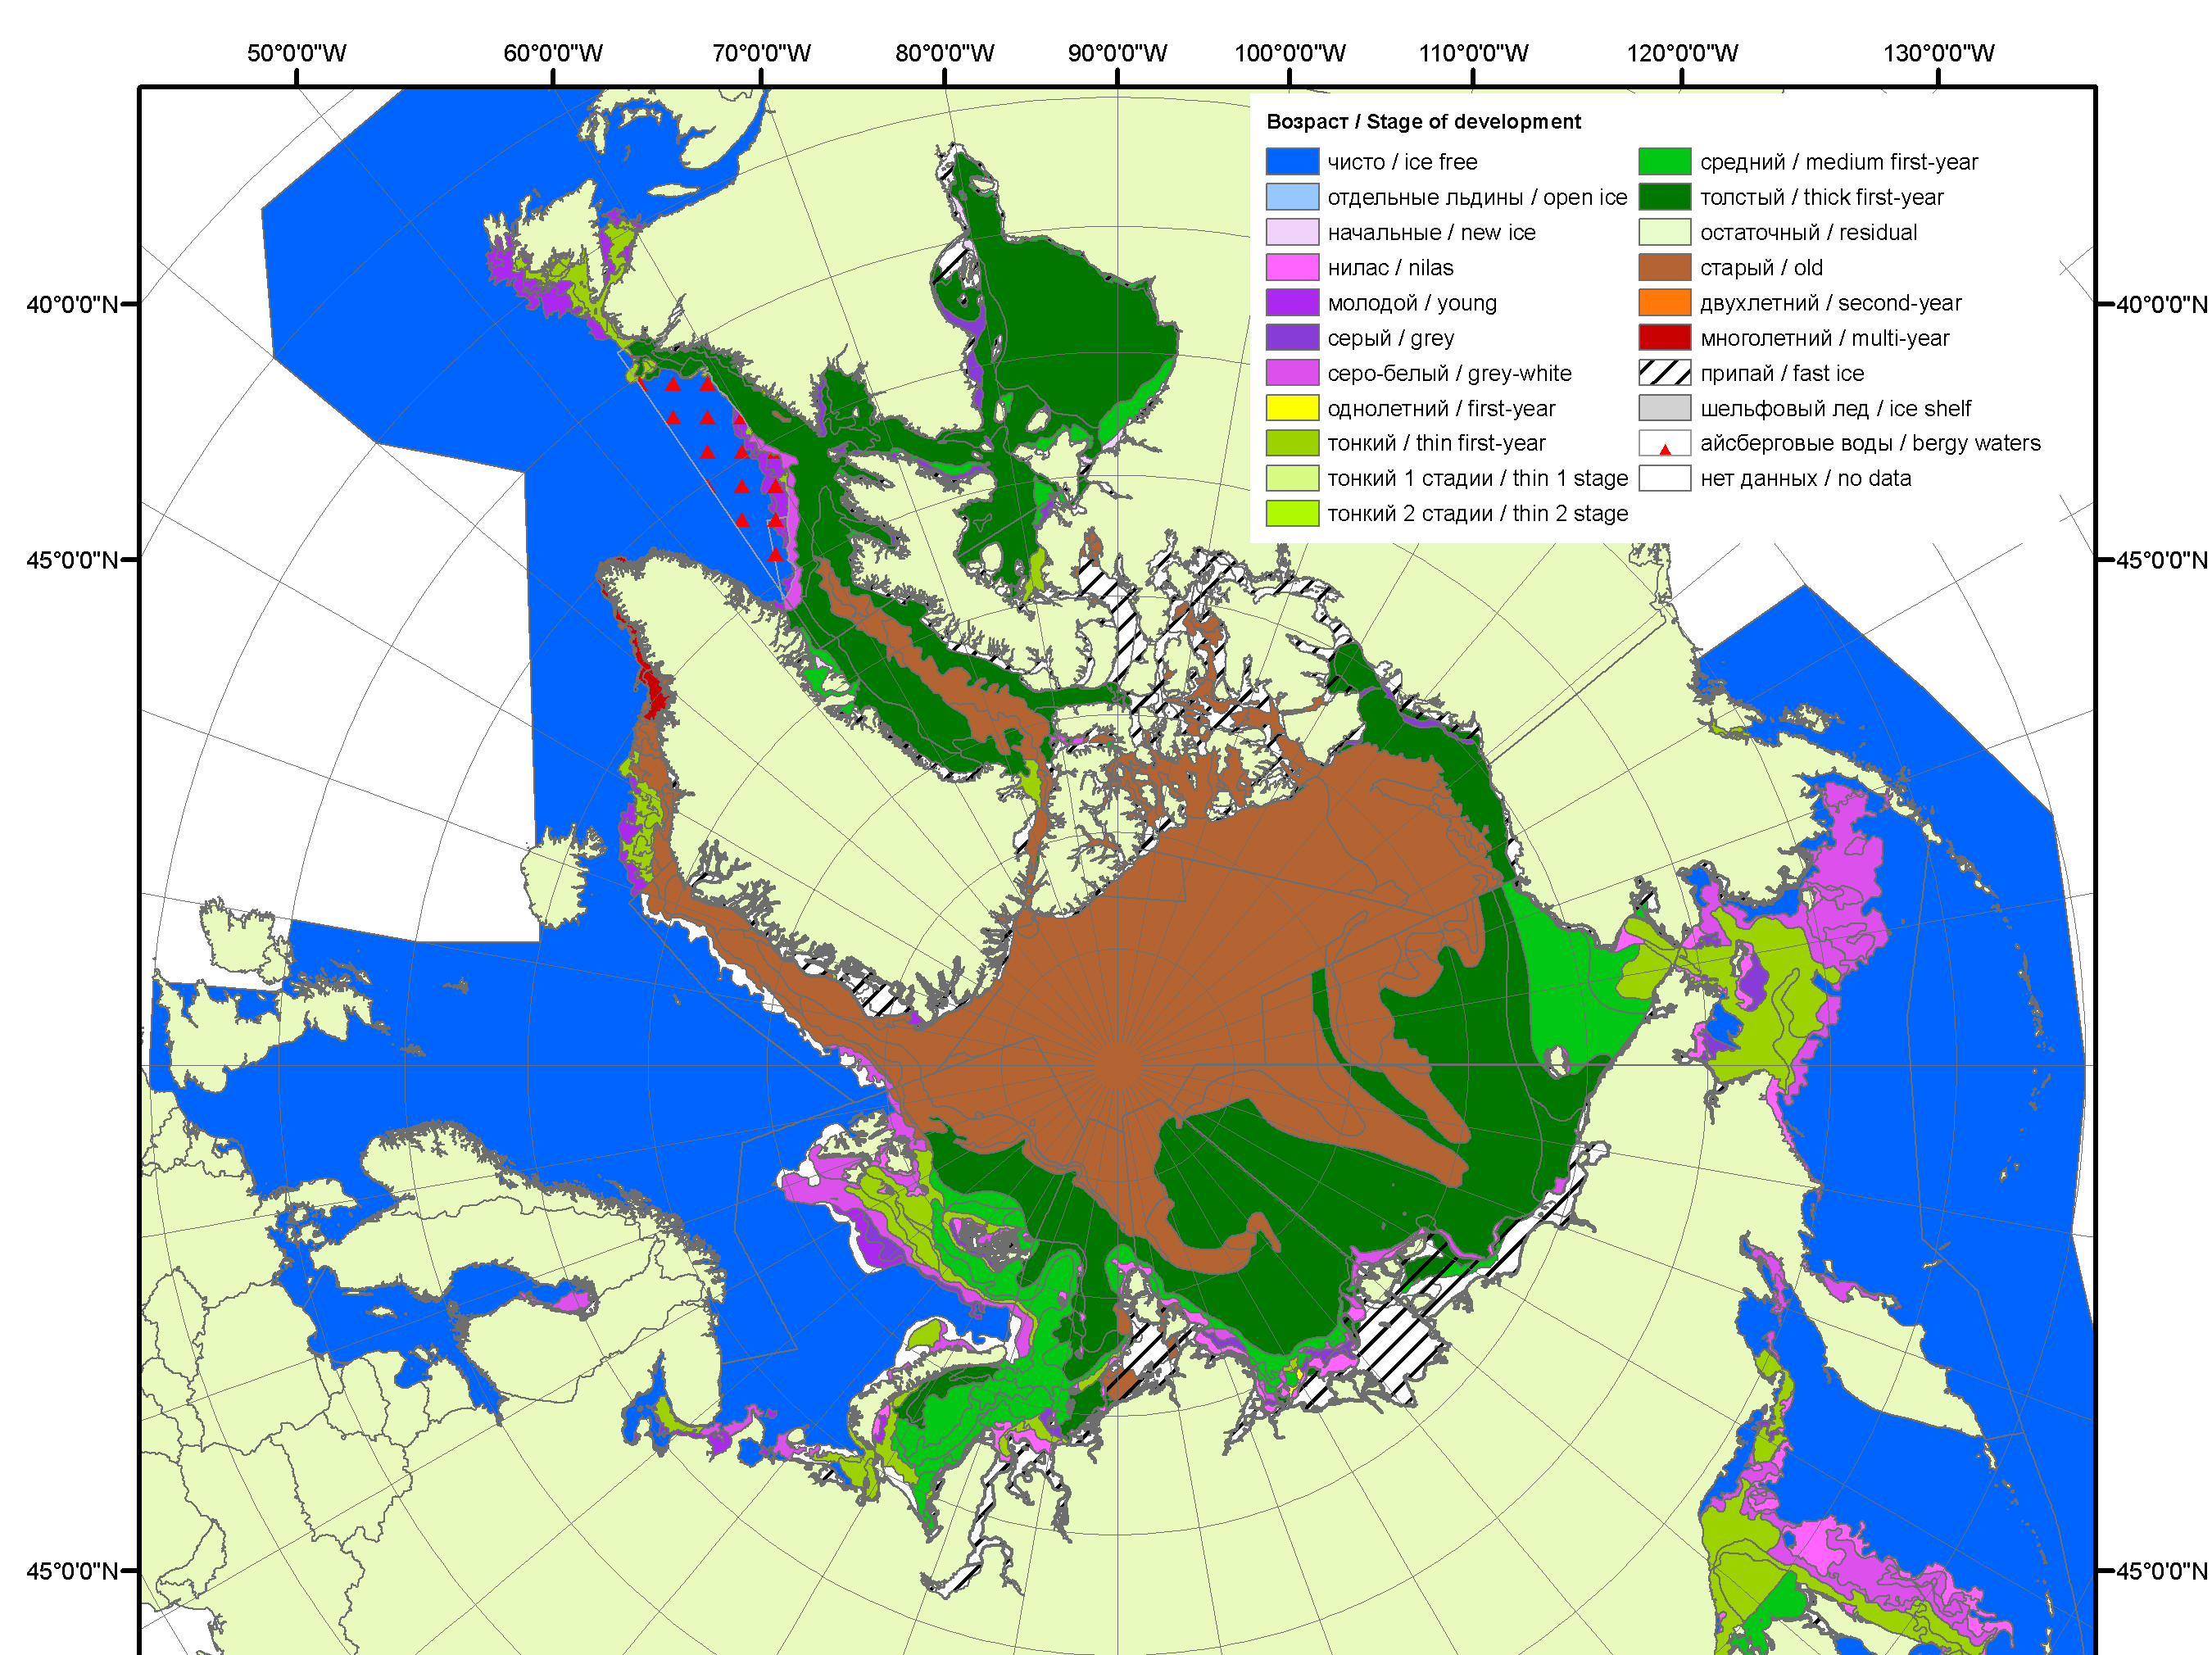 50°0'0"W 60°0'0"W 70°0'0"W 80°0'0"W 90°0'0"W 100°0'0"W 110°0'0"W 120°0'0"W 130°0'0"W
Возраст / Stage of development
чисто / ice free
отдельные льдины / open ice
начальные / new ice
нилас / nilas
молодой / young
серый / grey
серо-белый / grey-white
однолетний / first-year
тонкий / thin first-year
тонкий 1 стадии / thin 1 stage
тонкий 2 стадии / thin 2 stage
средний / medium first-year
толстый / thick first-year
остаточный / residual
старый / old
двухлетний / second-year
многолетний / multi-year
припай / fast ice
шельфовый лед / ice shelf
айсберговые воды / bergy waters
нет данных / no data
40°0'0"N 40°0'0"N
45°0'0"N 45°0'0"N
45°0'0"N 45°0'0"N